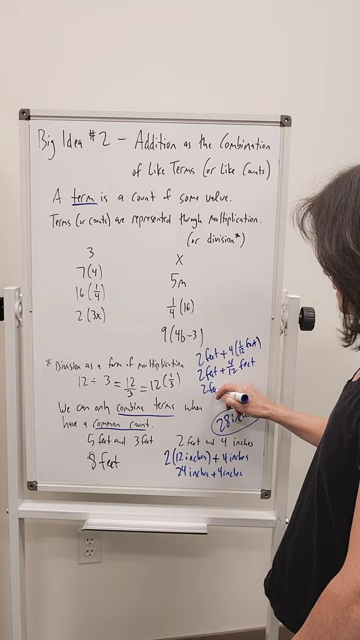 Big Idea #2 – Addition as the Combination
of Like Terms (or Like Counts)
A term is a count of some value.
Terms (or counts) are represented through multiplication.
(or division*)
3
7(4)
16(1/4)
2(3x)
x
5m
1/4(16)
9(4b-3)
* Division as a form of multiplication
12 ÷ 3 = 12/3 = 12(1/3)
We can only combine terms when
have a common count.
5 feet and 3 feet
8 feet
2 feet + 4(1/12 feet)
2 feet + 4/12 feet
2 fee
28 inches
2 feet and 4 inches
2(12 inches) + 4 inches
24 inches + 4 inches